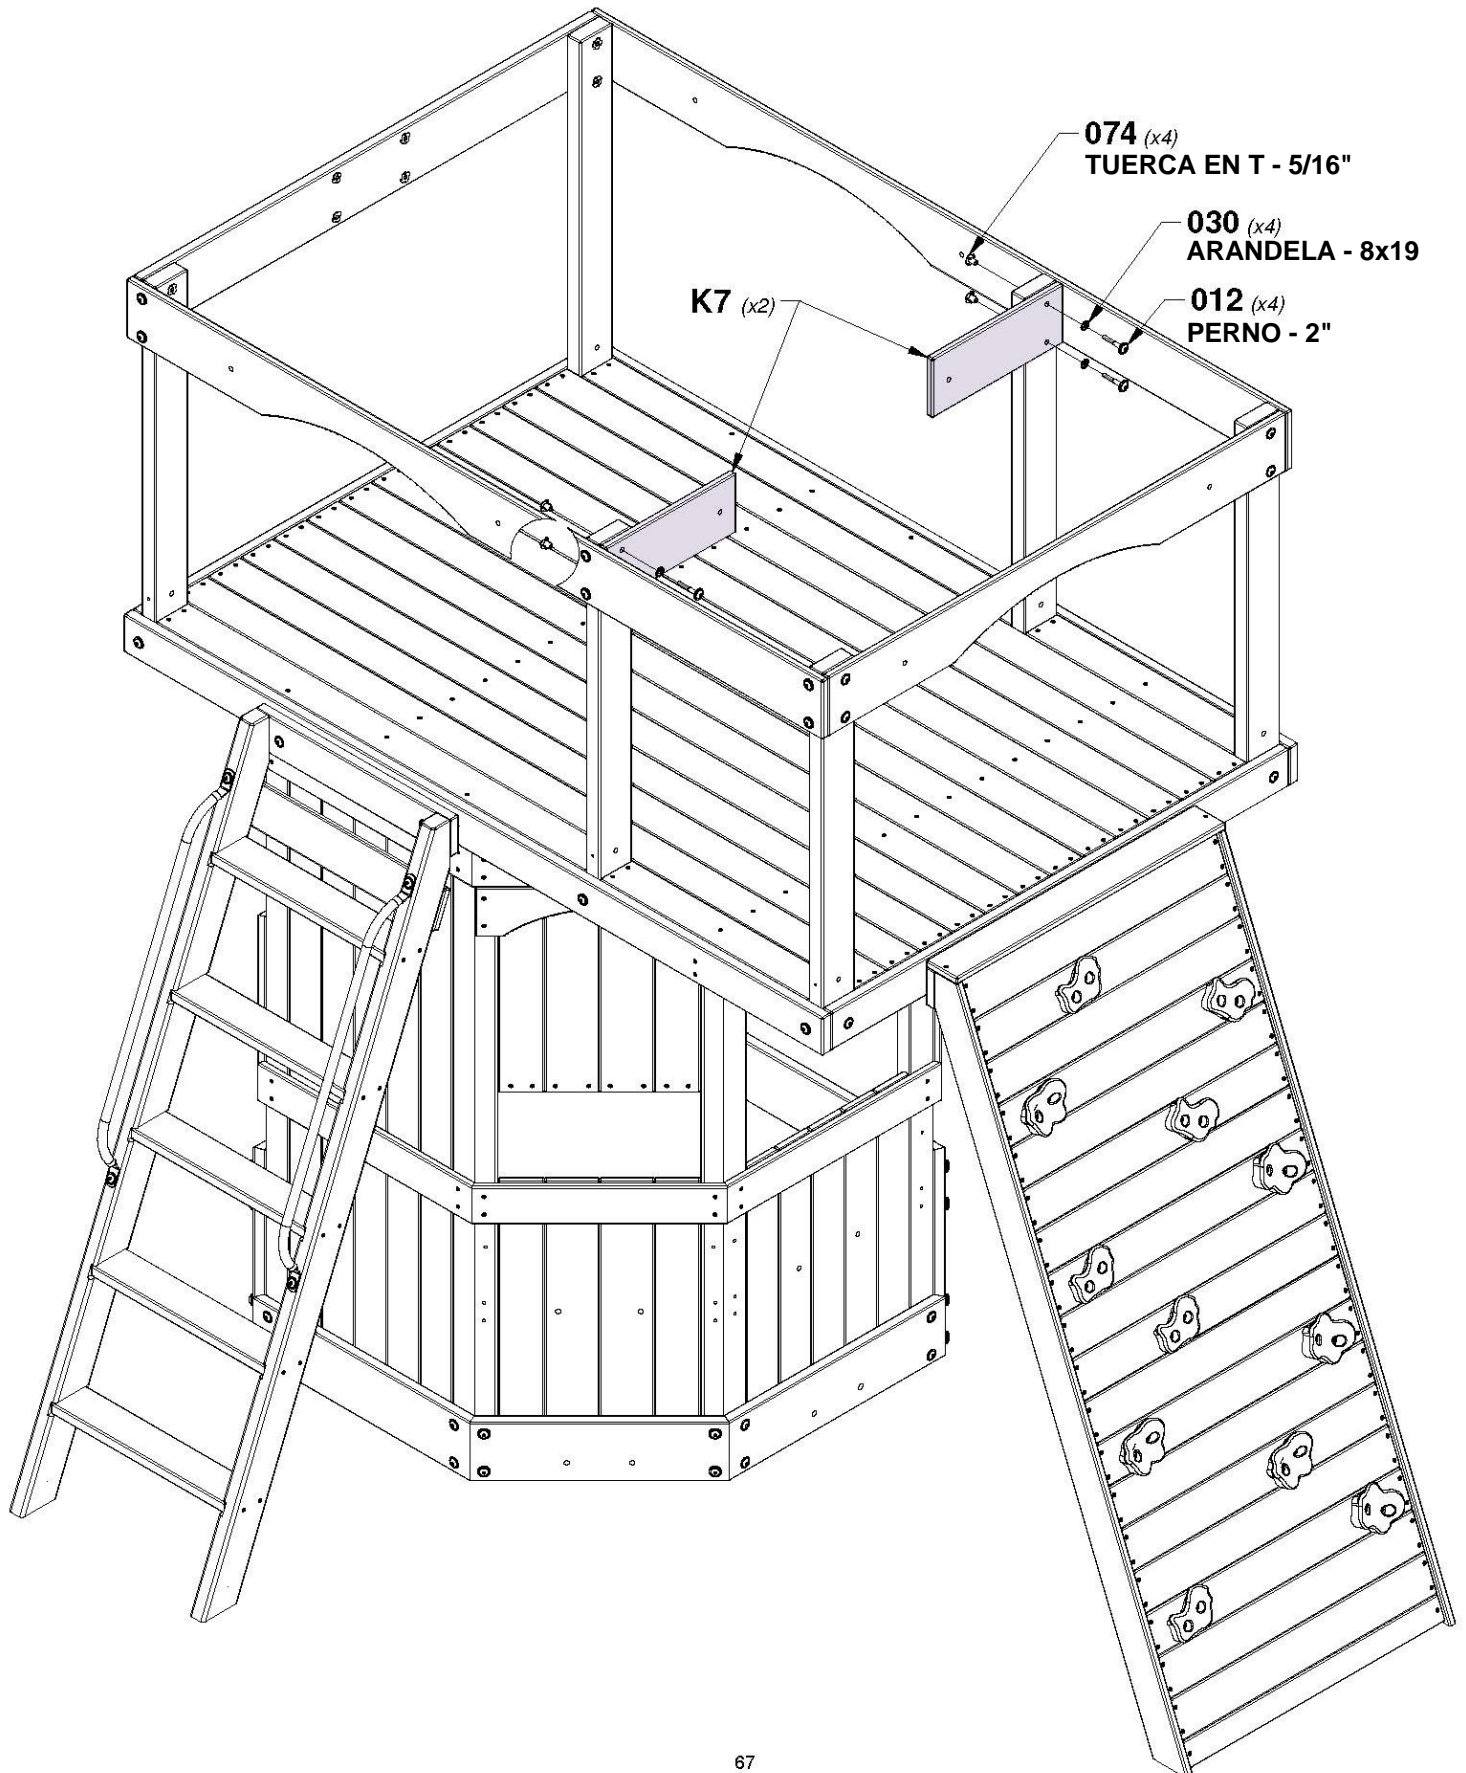 074 (x4)
TUERCA EN T - 5/16"
030 (x4)
ARANDELA - 8x19
K7 (x2)
012 (x4)
PERNO - 2"
67